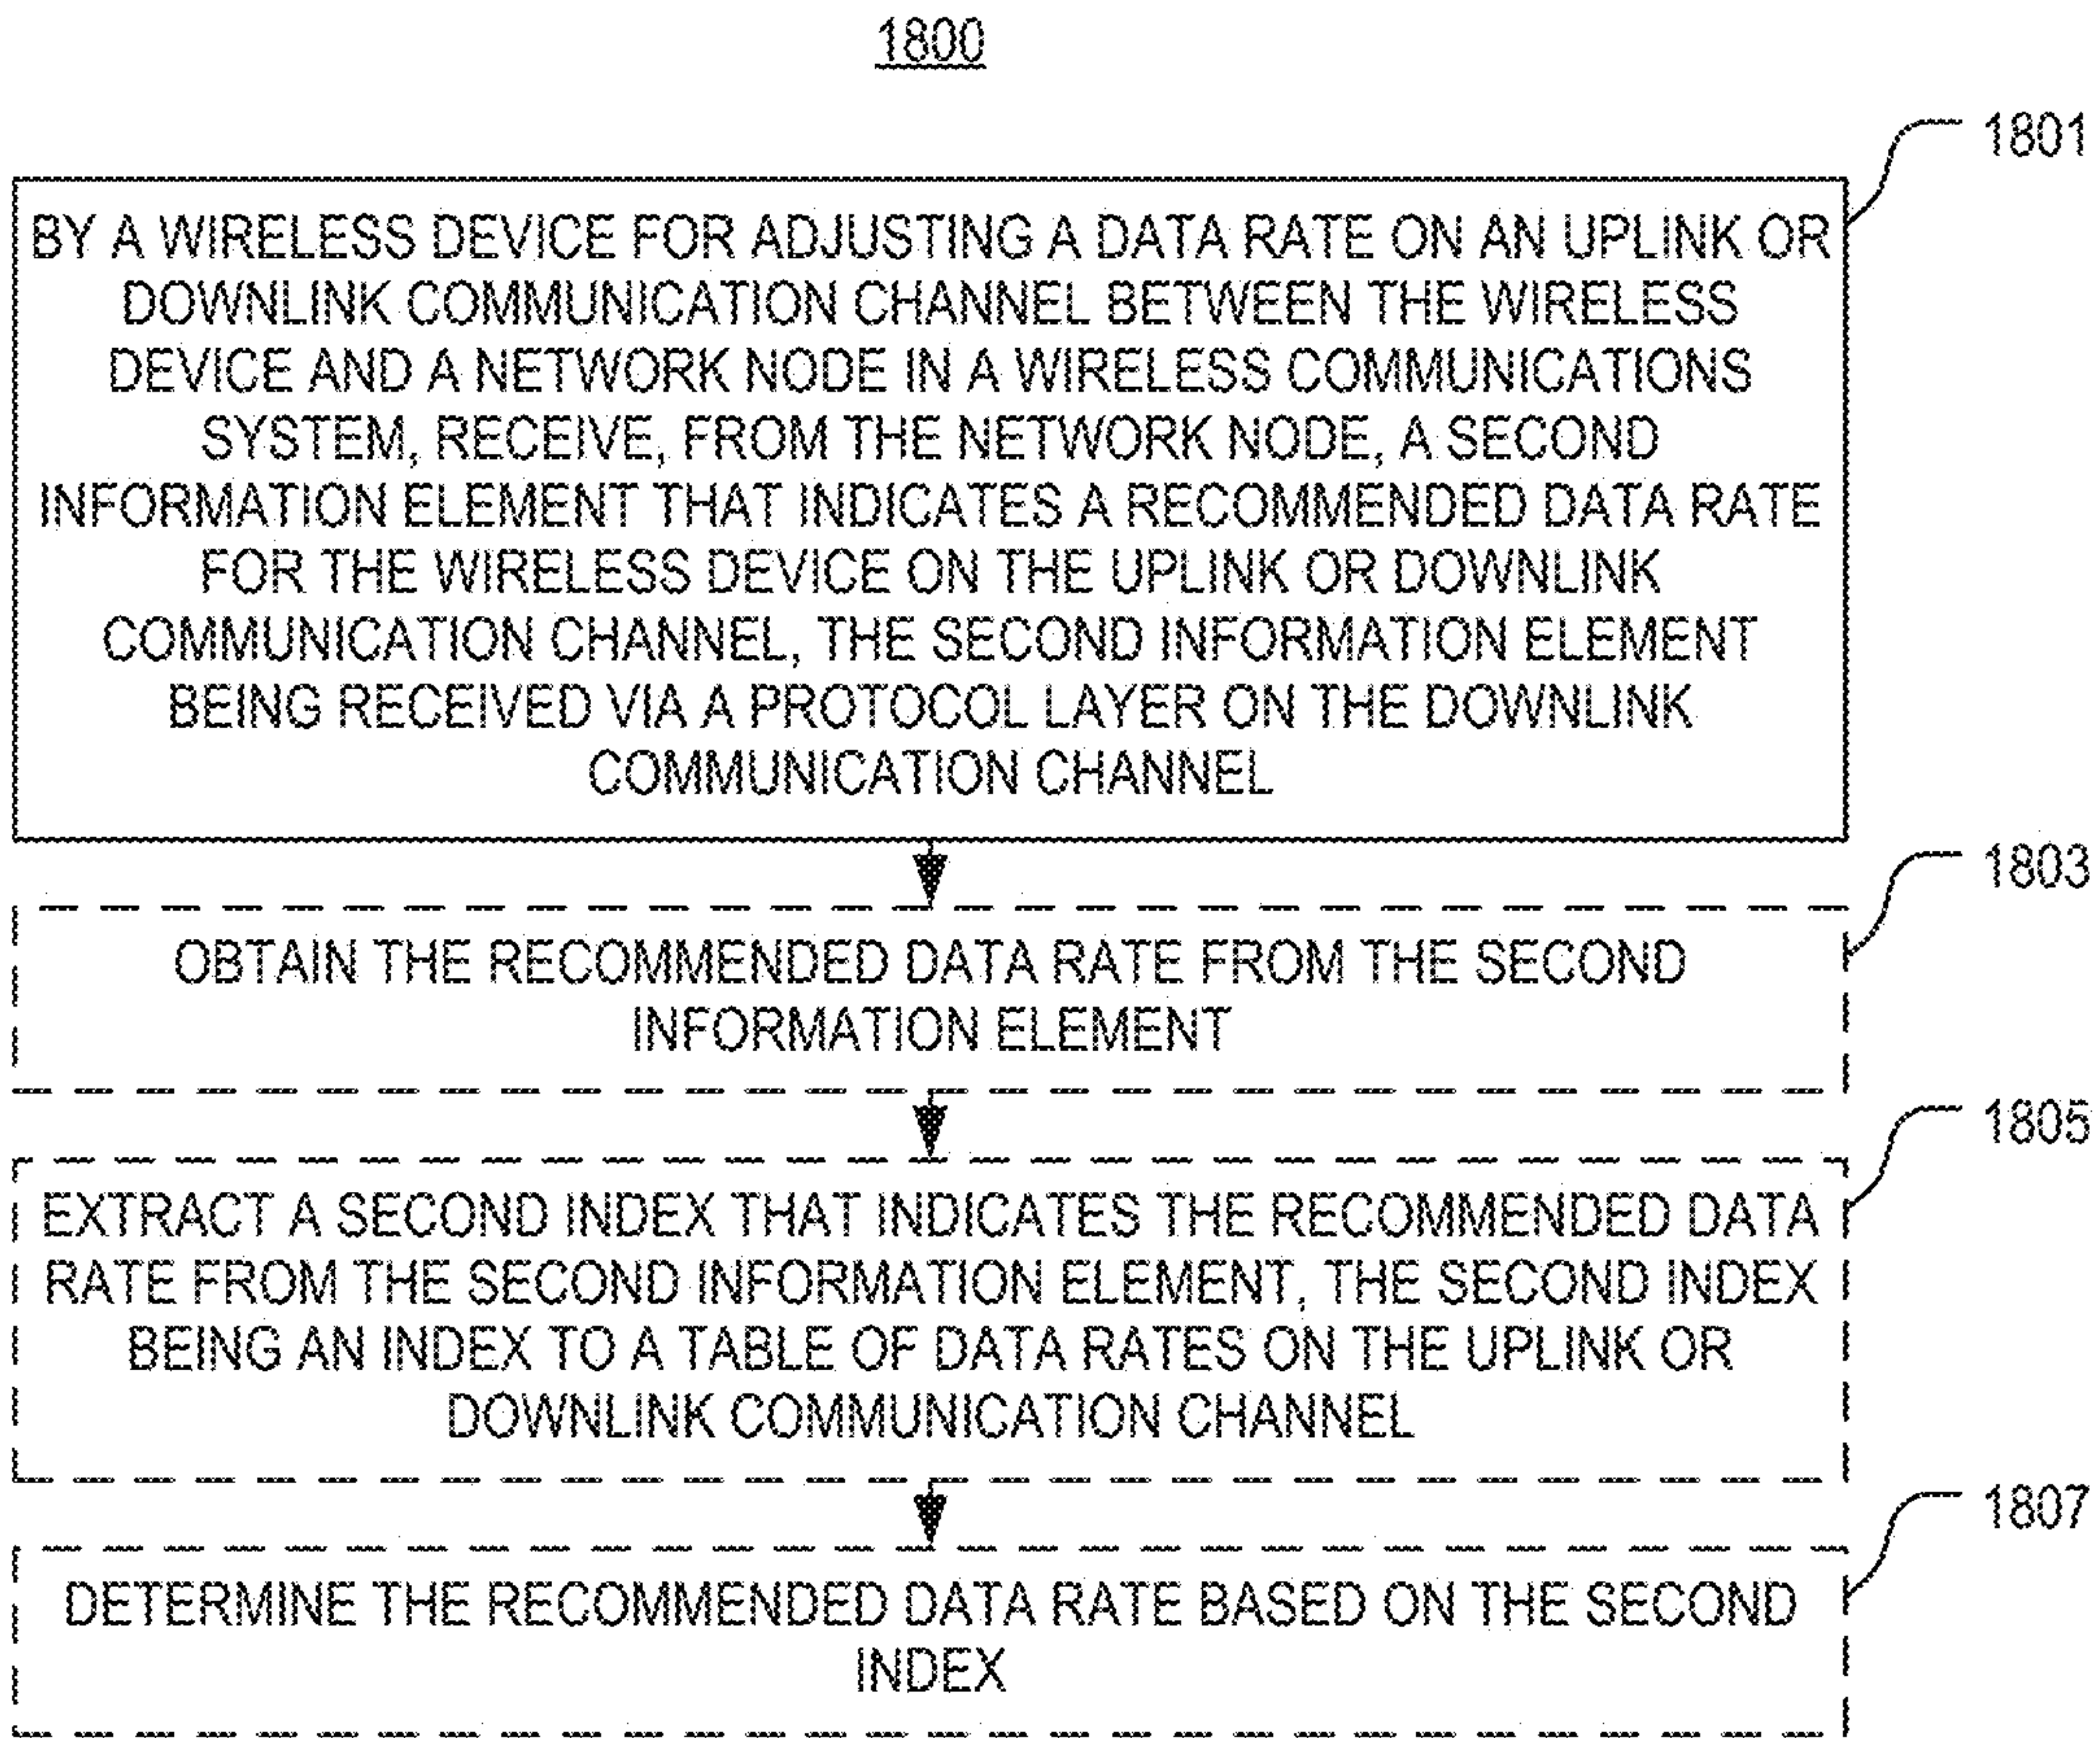 1800
1801
BY A WIRELESS DEVICE FOR ADJUSTING A DATA RATE ON AN UPLINK OR
DOWNLINK COMMUNICATION CHANNEL BETWEEN THE WIRELESS
DEVICE AND A NETWORK NODE IN A WIRELESS COMMUNICATIONS
SYSTEM, RECEIVE, FROM THE NETWORK NODE, A SECOND
INFORMATION ELEMENT THAT INDICATES A RECOMMENDED DATA RATE
FOR THE WIRELESS DEVICE ON THE UPLINK OR DOWNLINK
COMMUNICATION CHANNEL, THE SECOND INFORMATION ELEMENT
BEING RECEIVED VIA A PROTOCOL LAYER ON THE DOWNLINK
COMMUNICATION CHANNEL
1803
OBTAIN THE RECOMMENDED DATA RATE FROM THE SECOND
INFORMATION ELEMENT
1805
EXTRACT A SECOND INDEX THAT INDICATES THE RECOMMENDED DATA
RATE FROM THE SECOND INFORMATION ELEMENT, THE SECOND INDEX
BEING AN INDEX TO A TABLE OF DATA RATES ON THE UPLINK OR
DOWNLINK COMMUNICATION CHANNEL
1807
DETERMINE THE RECOMMENDED DATA RATE BASED ON THE SECOND
INDEX